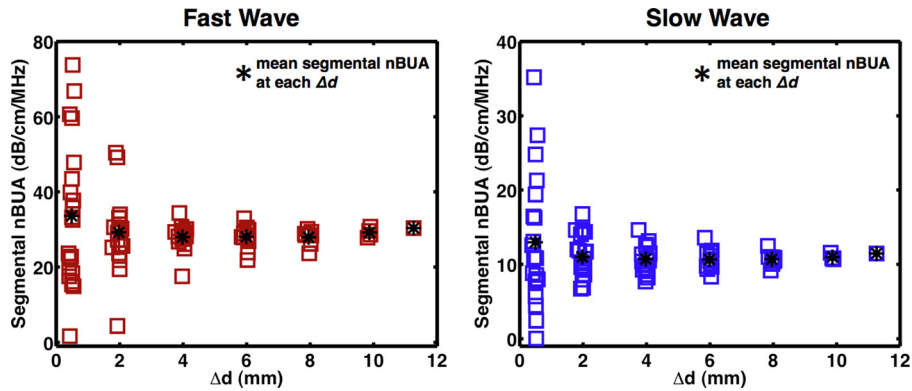 Fast Wave
Segmental nBUA (dB/cm/MHz)
80
60
40
20
0
0 2 4 6 8 10 12
Δd (mm)
* mean segmental nBUA
at each Δd
Slow Wave
Segmental nBUA (dB/cm/MHz)
40
30
20
10
0
0 2 4 6 8 10 12
Δd (mm)
* mean segmental nBUA
at each Δd